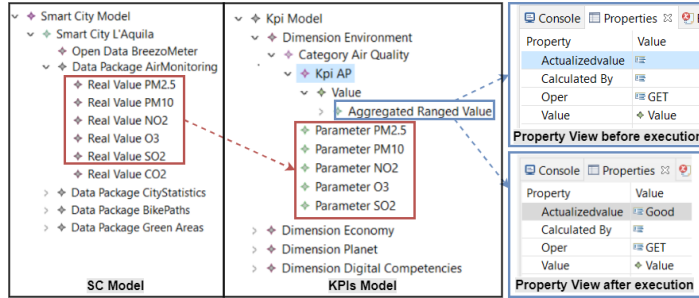 Smart City Model
Smart City L'Aquila
Open Data BreezoMeter
Data Package AirMonitoring
Real Value PM2.5
Real Value PM10
Real Value NO2
Real Value O3
Real Value SO2
Real Value CO2
Data Package CityStatistics
Data Package BikePaths
Data Package Green Areas
SC Model
Kpi Model
Dimension Environment
Category Air Quality
Kpi AP
Value
Aggregated Ranged Value
Parameter PM2.5
Parameter PM10
Parameter NO2
Parameter O3
Parameter SO2
Dimension Economy
Dimension Planet
Dimension Digital Competencies
KPIs Model
Console Properties
Property Value
Actualizedvalue
Calculated By
Oper GET
Value Value
Property View before execution
Console Properties
Property Value
Actualizedvalue Good
Calculated By
Oper GET
Value Value
Property View after execution